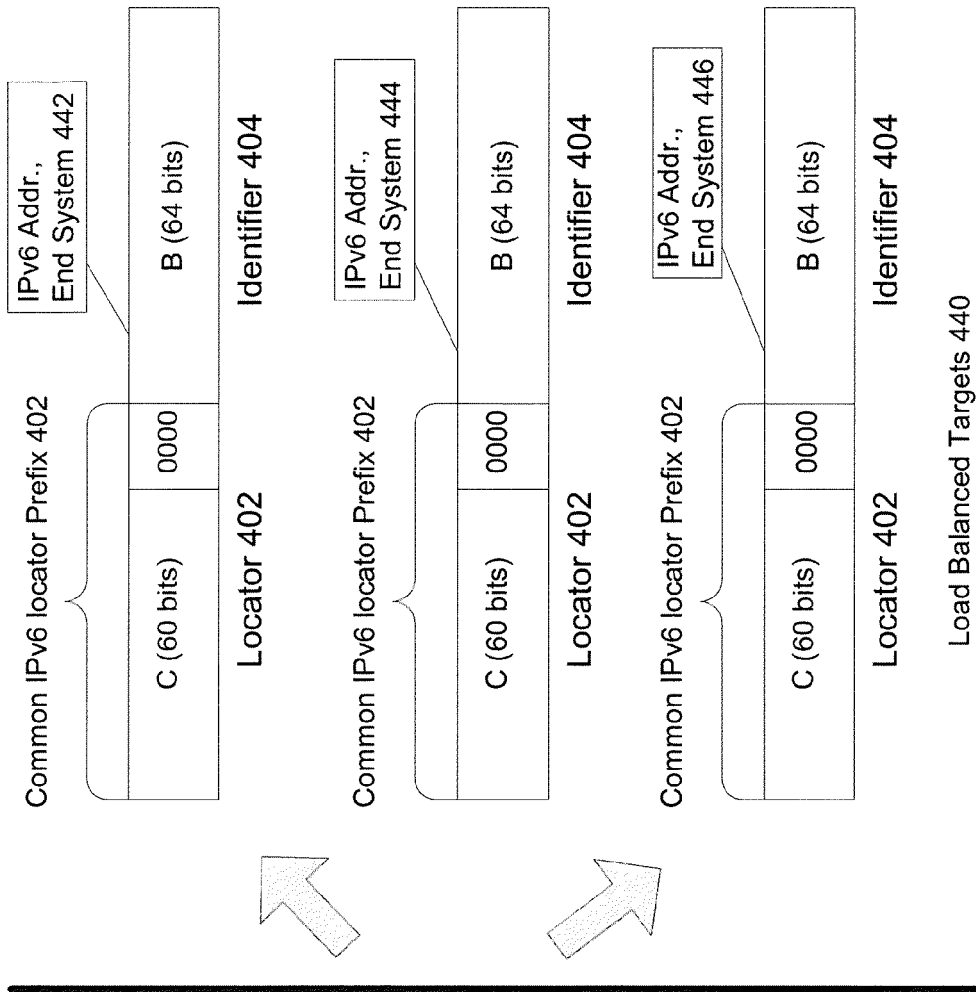 Common IPv6 locator Prefix 402
IPv6 Addr.,
End System 442
C (60 bits)
0000
B (64 bits)
Locator 402
Identifier 404
Common IPv6 locator Prefix 402
IPv6 Addr.,
End System 444
C (60 bits)
0000
B (64 bits)
Locator 402
Identifier 404
Common IPv6 locator Prefix 402
IPv6 Addr.,
End System 446
C (60 bits)
0000
B (64 bits)
Locator 402
Identifier 404
Load Balanced Targets 440